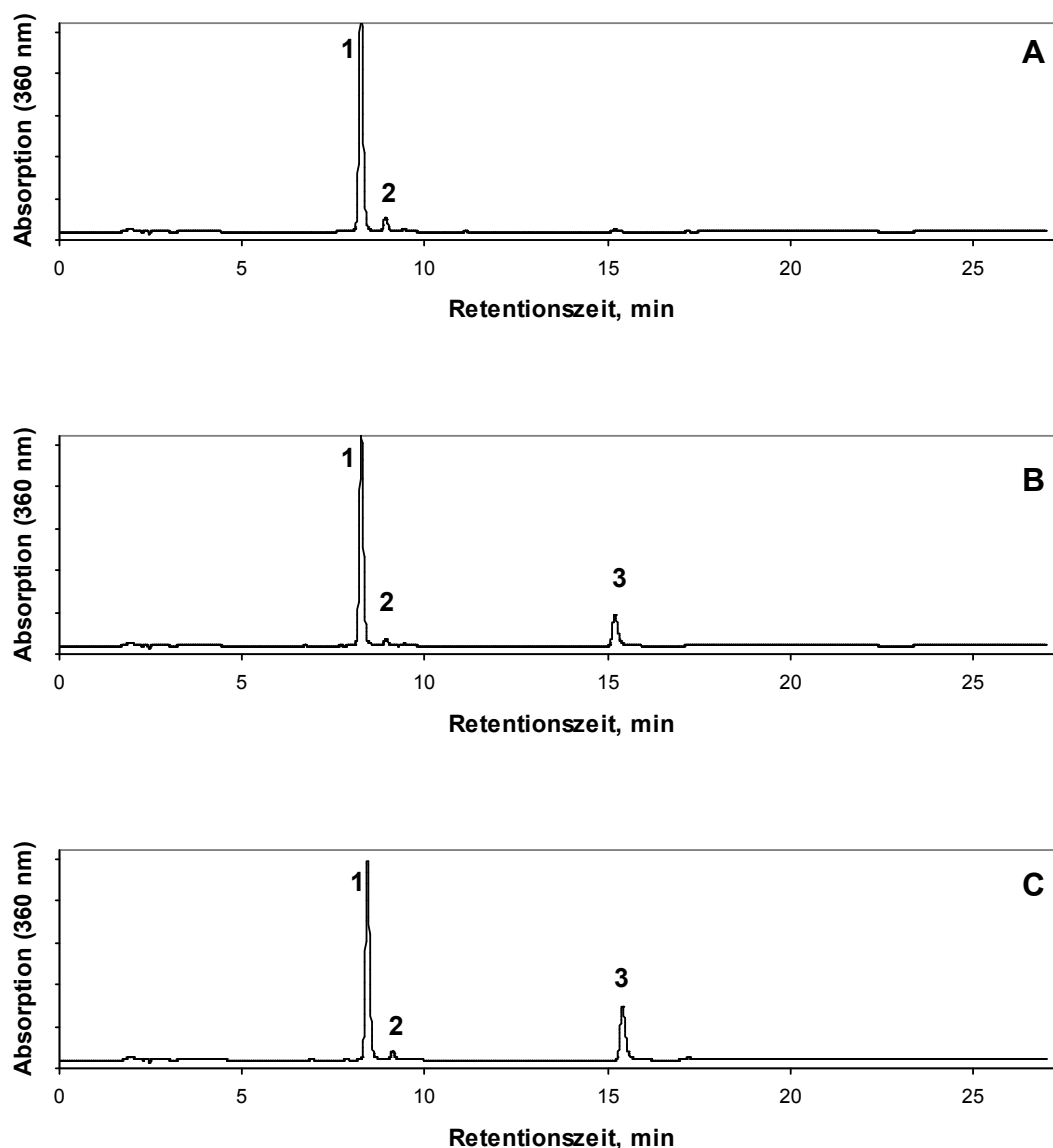 Absorption (360 nm)
A
1
2
0 5 10 15 20 25
Retentionszeit, min
Absorption (360 nm)
B
1
2
3
0 5 10 15 20 25
Retentionszeit, min
Absorption (360 nm)
C
1
2
3
0 5 10 15 20 25
Retentionszeit, min